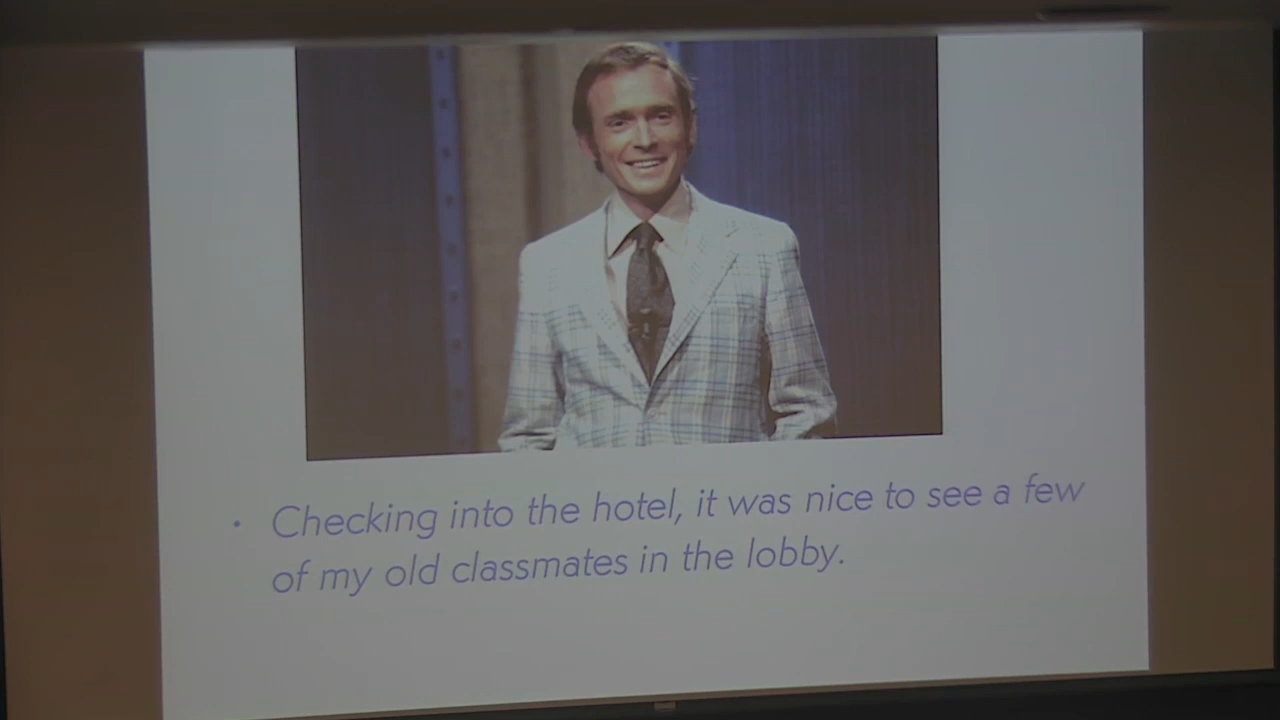 • Checking into the hotel, it was nice to see a few
of my old classmates in the lobby.